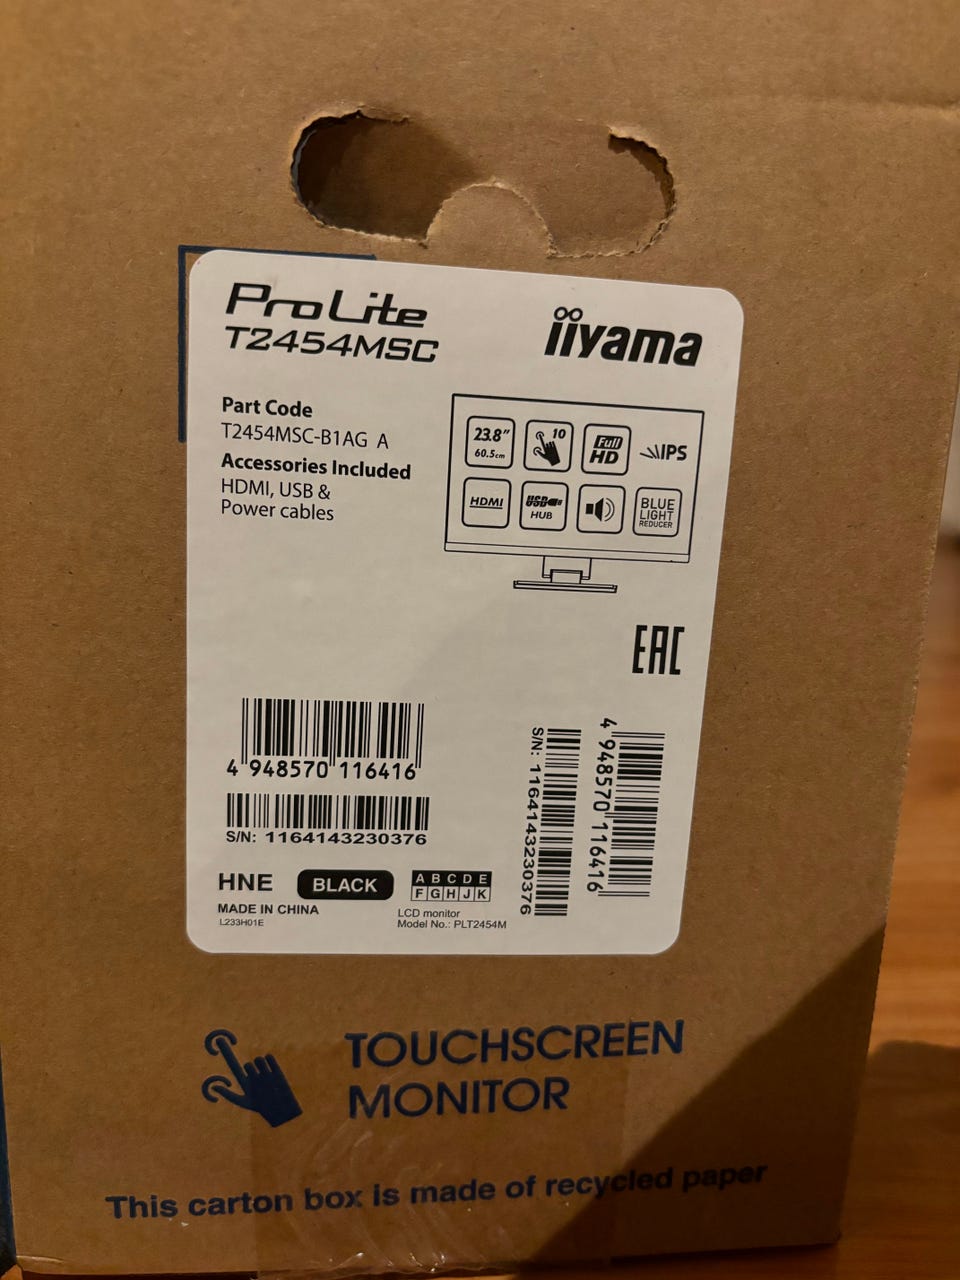 ProLite
T2454MSC
iiyama
Part Code
T2454MSC-B1AG A
Accessories Included
HDMI, USB &
Power cables
23.8"
60.5cm
10
Full
HD
IPS
HDMI
USB
HUB
BLUE
LIGHT
REDUCER
EAC
4 948570 116416
S/N: 1164143230376
S/N: 1164143230376
4 948570 116416
HNE
BLACK
A B C D E
F G H J K
MADE IN CHINA
L233H01E
LCD monitor
Model No.: PLT2454M
TOUCHSCREEN
MONITOR
This carton box is made of recycled paper